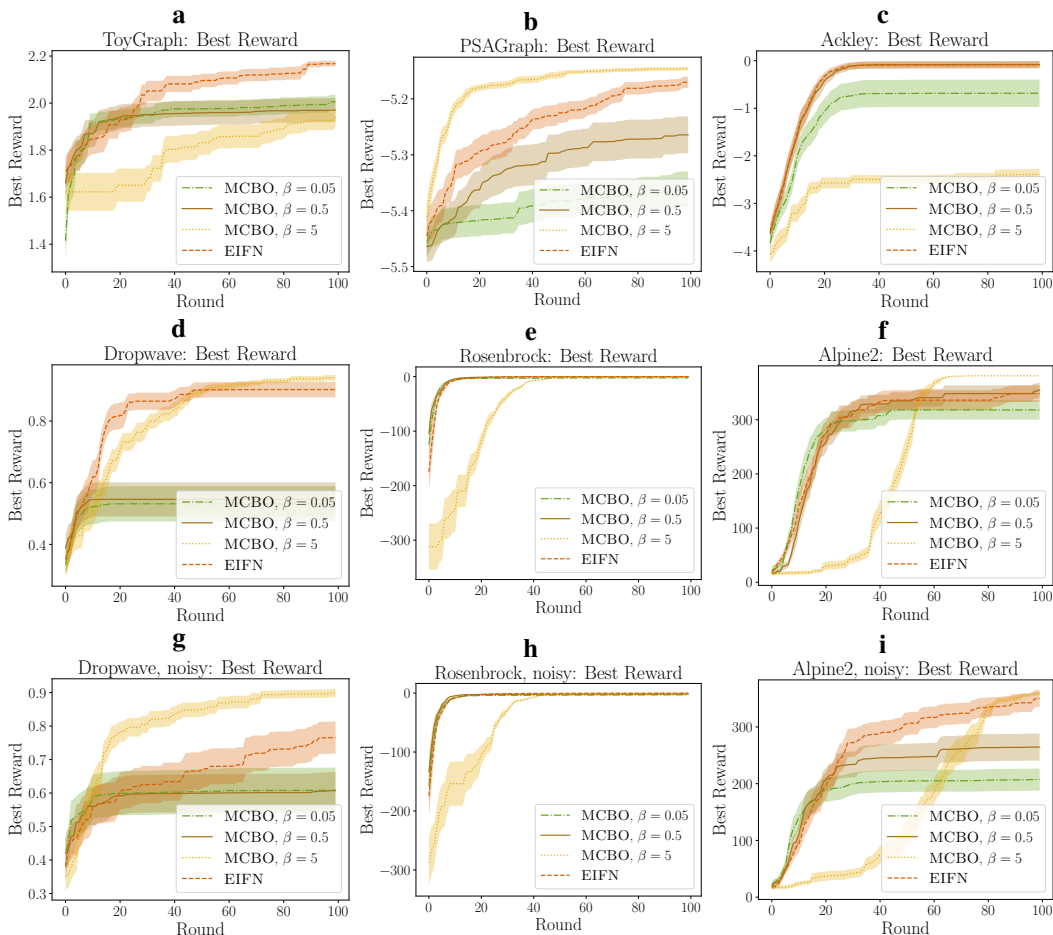 a
ToyGraph: Best Reward
Best Reward
2.2
2.0
1.8
1.6
1.4
MCBO, β = 0.05
MCBO, β = 0.5
MCBO, β = 5
EIFN
0 20 40 60 80 100
Round
b
PSAGraph: Best Reward
Best Reward
−5.2
−5.3
−5.4
−5.5
MCBO, β = 0.05
MCBO, β = 0.5
MCBO, β = 5
EIFN
0 20 40 60 80 100
Round
c
Ackley: Best Reward
Best Reward
0
−1
−2
−3
−4
MCBO, β = 0.05
MCBO, β = 0.5
MCBO, β = 5
EIFN
0 20 40 60 80 100
Round
d
Dropwave: Best Reward
Best Reward
0.8
0.6
0.4
MCBO, β = 0.05
MCBO, β = 0.5
MCBO, β = 5
EIFN
0 20 40 60 80 100
Round
e
Rosenbrock: Best Reward
Best Reward
0
−100
−200
−300
MCBO, β = 0.05
MCBO, β = 0.5
MCBO, β = 5
EIFN
0 20 40 60 80 100
Round
f
Alpine2: Best Reward
Best Reward
300
200
100
0
MCBO, β = 0.05
MCBO, β = 0.5
MCBO, β = 5
EIFN
0 20 40 60 80 100
Round
g
Dropwave, noisy: Best Reward
Best Reward
0.9
0.8
0.7
0.6
0.5
0.4
0.3
MCBO, β = 0.05
MCBO, β = 0.5
MCBO, β = 5
EIFN
0 20 40 60 80 100
Round
h
Rosenbrock, noisy: Best Reward
Best Reward
0
−100
−200
−300
MCBO, β = 0.05
MCBO, β = 0.5
MCBO, β = 5
EIFN
0 20 40 60 80 100
Round
i
Alpine2, noisy: Best Reward
Best Reward
300
200
100
0
MCBO, β = 0.05
MCBO, β = 0.5
MCBO, β = 5
EIFN
0 20 40 60 80 100
Round